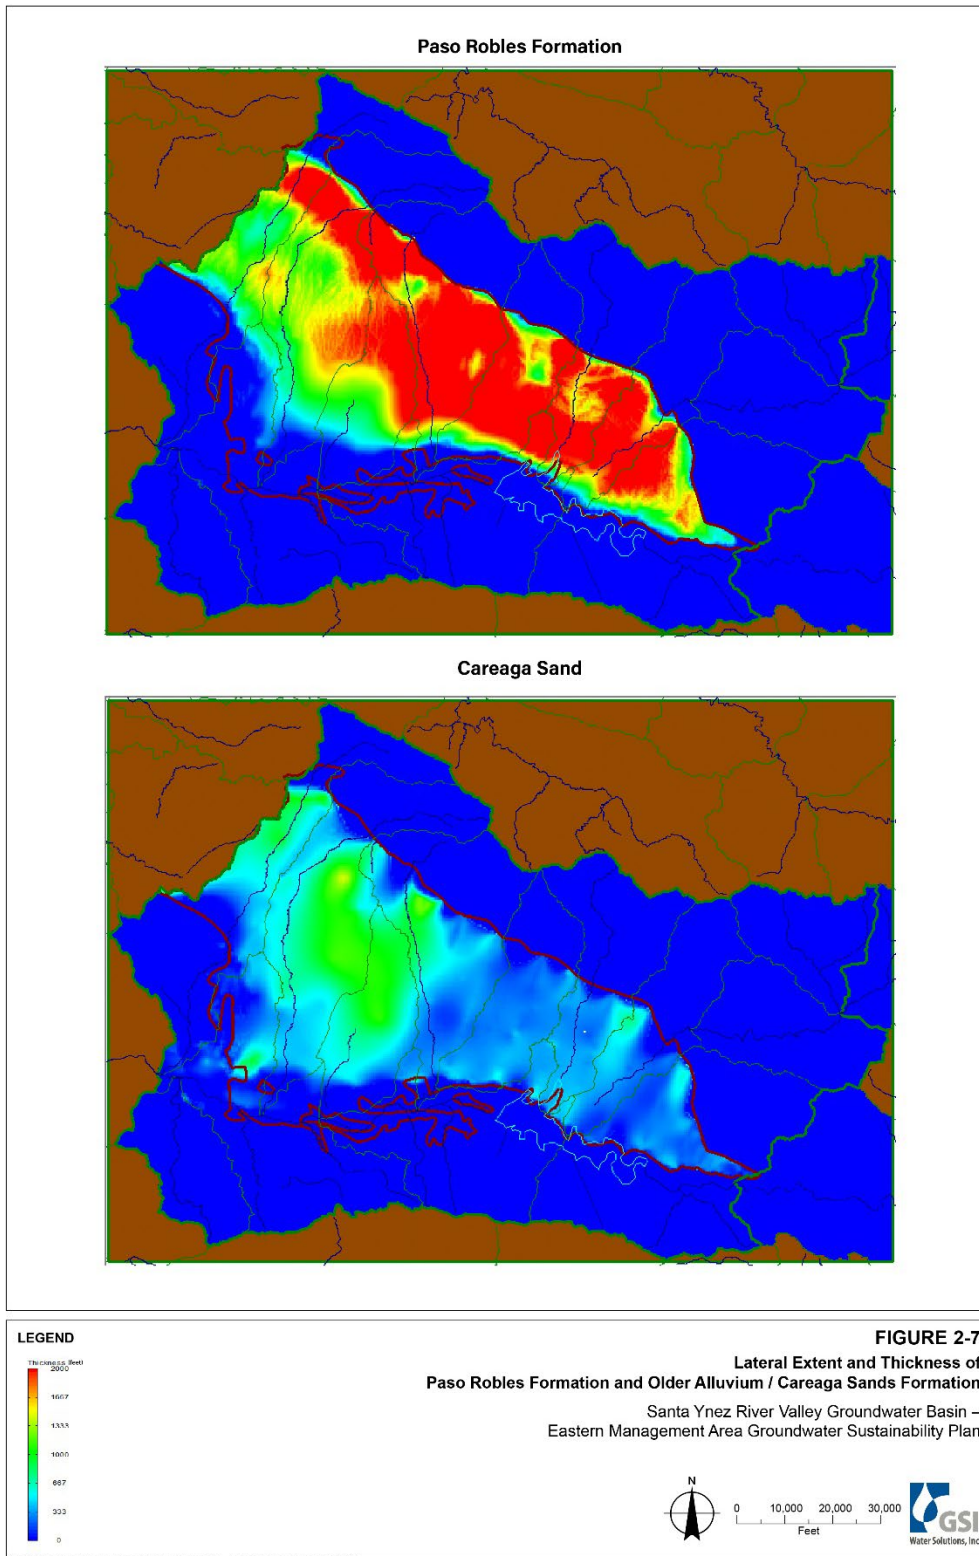 Paso Robles Formation
Careaga Sand
LEGEND
Thickness (feet)
2000
1667
1333
1000
667
333
0
FIGURE 2-7
Lateral Extent and Thickness of
Paso Robles Formation and Older Alluvium / Careaga Sands Formation
Santa Ynez River Valley Groundwater Basin –
Eastern Management Area Groundwater Sustainability Plan
N
0 10,000 20,000 30,000
Feet
GSI
Water Solutions, Inc